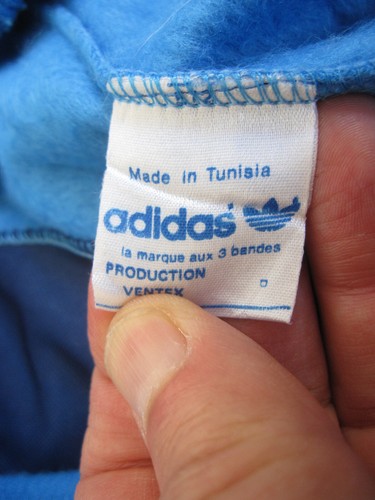 Made in Tunisia
adidas
la marque aux 3 bandes
PRODUCTION
VENTEX